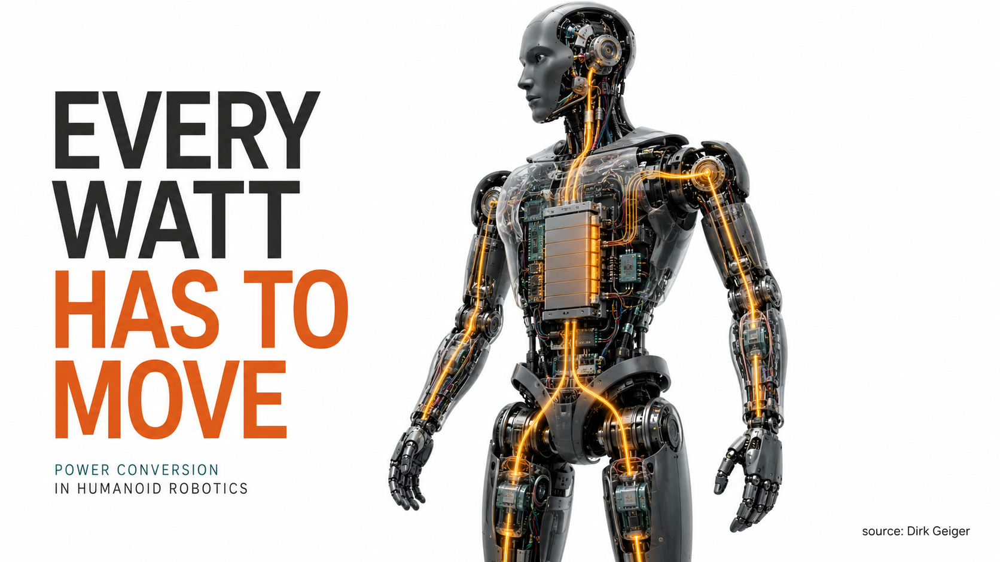 EVERY
WATT
HAS TO
MOVE
POWER CONVERSION
IN HUMANOID ROBOTICS
source: Dirk Geiger